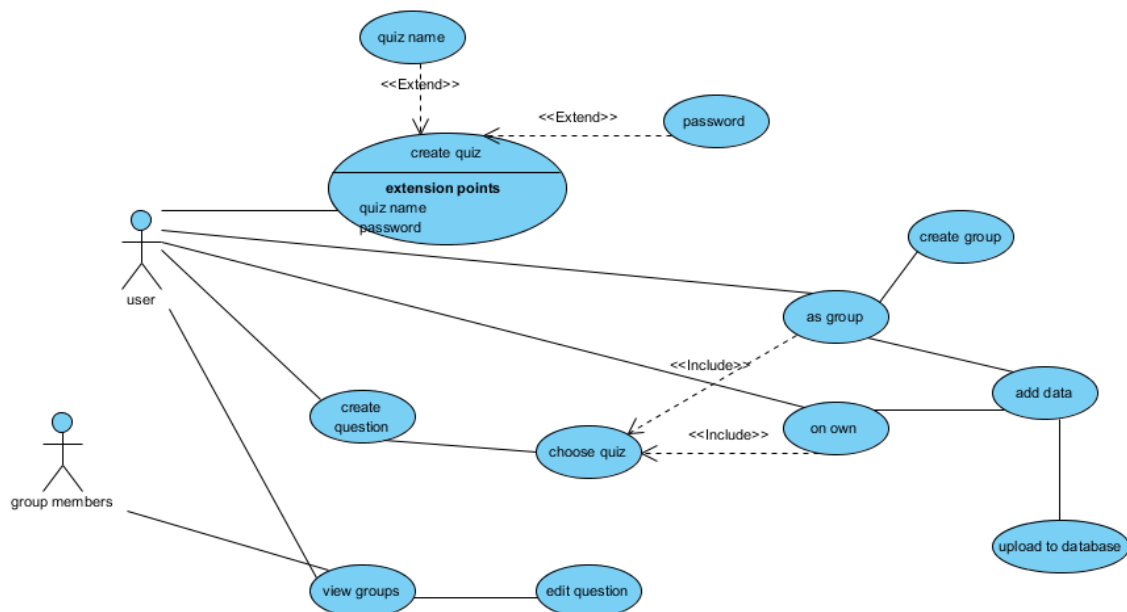 quiz name
<<Extend>>
<<Extend>>
password
create quiz
extension points
quiz name
password
create group
user
as group
<<Include>>
add data
create
question
on own
<<Include>>
choose quiz
group members
upload to database
view groups
edit question